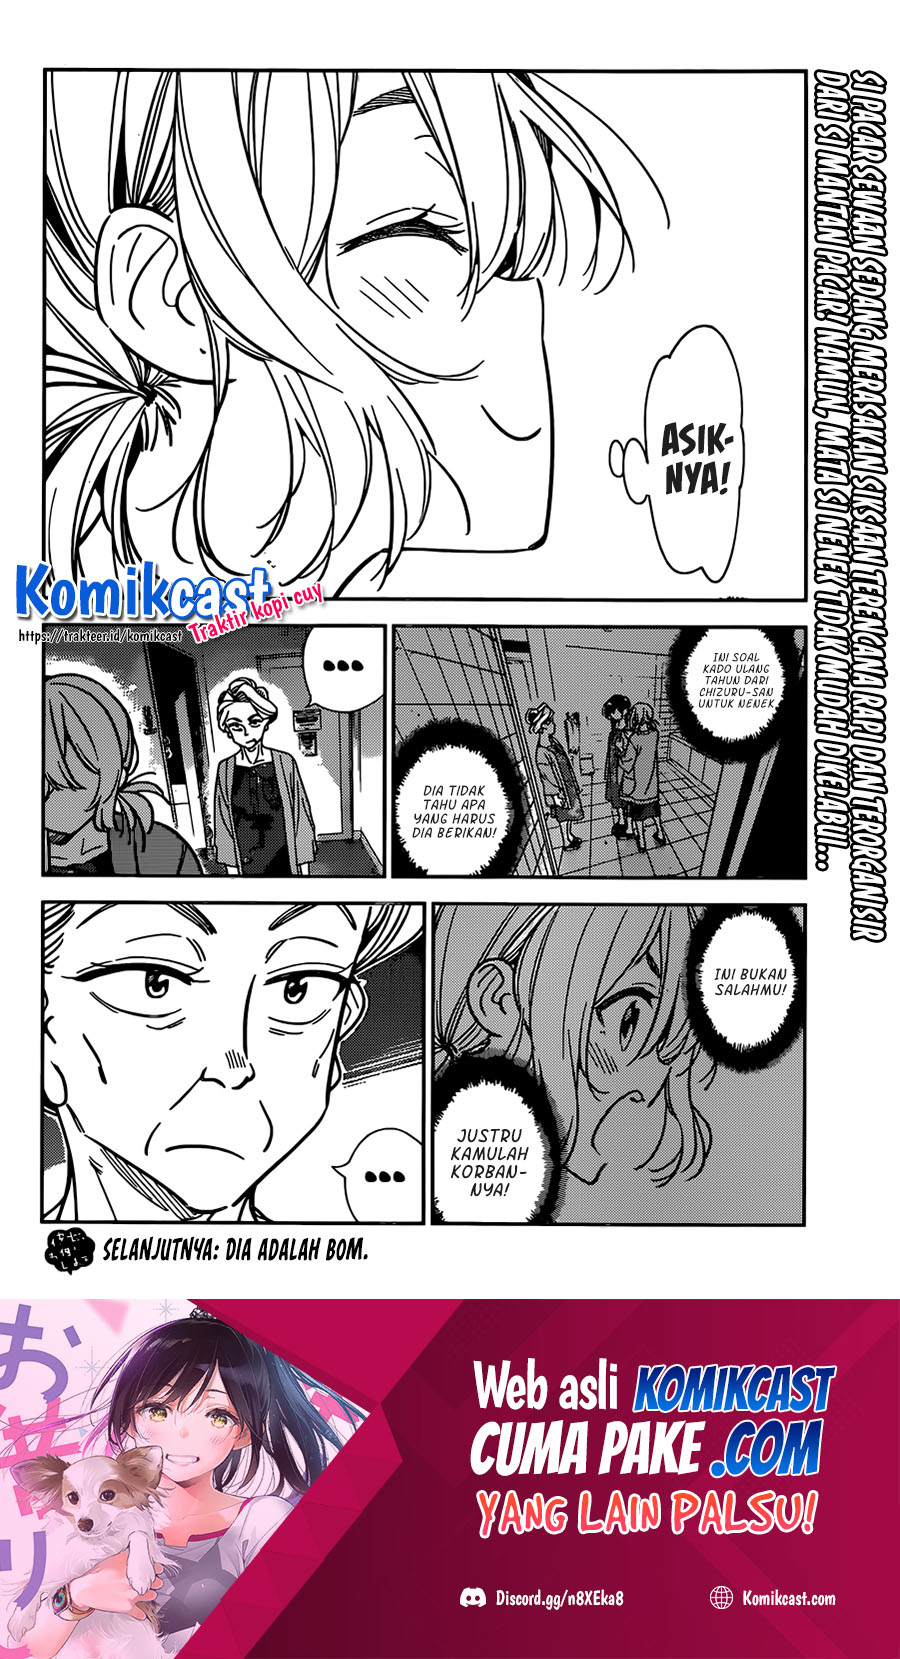 SI PACAR SEWAAN SEDANG MERASAKAN SIKSAAN TERENCANA RAPI DAN TERORGANISIR
DARI SI MANTAN PACAR! NAMUN, MATA SI NENEK TIDAK MUDAH DIKELABUI...
ASIK-
NYA!
Komikcast
https://trakteer.id/komikcast
Traktir kopi cuy
INI SOAL
KADO ULANG
TAHUN DARI
CHIZURU-SAN
UNTUK NENEK.
DIA TIDAK
TAHU APA
YANG HARUS
DIA BERIKAN!
...
INI BUKAN
SALAHMU!
JUSTRU
KAMULAH
KORBAN-
NYA!
...
SELANJUTNYA: DIA ADALAH BOM.
Web asli KOMIKCAST
CUMA PAKE .COM
YANG LAIN PALSU!
Discord.gg/n8XEka8
Komikcast.com